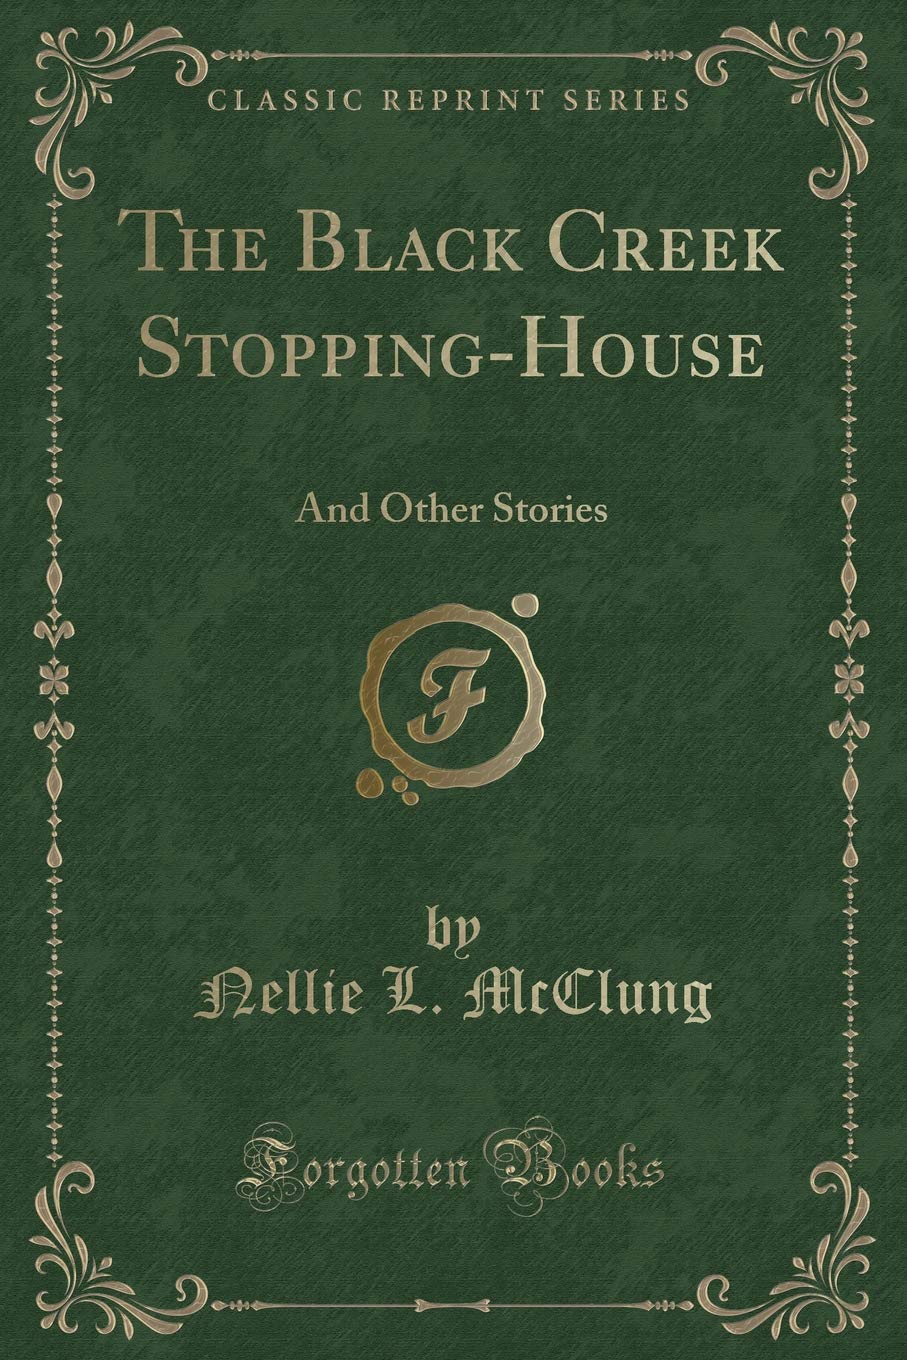 CLASSIC REPRINT SERIES
THE BLACK CREEK
STOPPING-HOUSE
And Other Stories
F
by
Nellie L. McClung
Forgotten Books